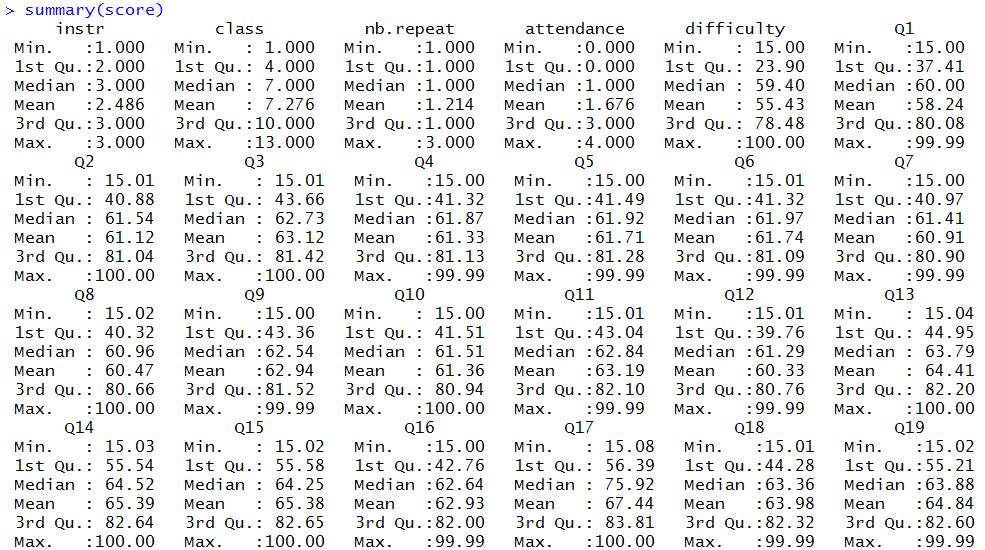 > summary(score)
instr class nb.repeat attendance difficulty Q1
Min. :1.000 Min. : 1.000 Min. :1.000 Min. :0.000 Min. : 15.00 Min. :15.00
1st Qu.:2.000 1st Qu.: 4.000 1st Qu.:1.000 1st Qu.:0.000 1st Qu.: 23.90 1st Qu.:37.41
Median :3.000 Median : 7.000 Median :1.000 Median :1.000 Median : 59.40 Median :60.00
Mean :2.486 Mean : 7.276 Mean :1.214 Mean :1.676 Mean : 55.43 Mean :58.24
3rd Qu.:3.000 3rd Qu.:10.000 3rd Qu.:1.000 3rd Qu.:3.000 3rd Qu.: 78.48 3rd Qu.:80.08
Max. :3.000 Max. :13.000 Max. :3.000 Max. :4.000 Max. :100.00 Max. :99.99
Q2 Q3 Q4 Q5 Q6 Q7
Min. : 15.01 Min. : 15.01 Min. :15.00 Min. :15.00 Min. :15.01 Min. :15.00
1st Qu.: 40.88 1st Qu.: 43.66 1st Qu.:41.32 1st Qu.:41.49 1st Qu.:41.32 1st Qu.:40.97
Median : 61.54 Median : 62.73 Median :61.87 Median :61.92 Median :61.97 Median :61.41
Mean : 61.12 Mean : 63.12 Mean :61.33 Mean :61.71 Mean :61.74 Mean :60.91
3rd Qu.: 81.04 3rd Qu.: 81.42 3rd Qu.:81.13 3rd Qu.:81.28 3rd Qu.:81.09 3rd Qu.:80.90
Max. :100.00 Max. :100.00 Max. :99.99 Max. :99.99 Max. :99.99 Max. :99.99
Q8 Q9 Q10 Q11 Q12 Q13
Min. : 15.02 Min. :15.00 Min. : 15.00 Min. :15.01 Min. :15.01 Min. : 15.04
1st Qu.: 40.32 1st Qu.:43.36 1st Qu.: 41.51 1st Qu.:43.04 1st Qu.:39.76 1st Qu.: 44.95
Median : 60.96 Median :62.54 Median : 61.51 Median :62.84 Median :61.29 Median : 63.79
Mean : 60.47 Mean :62.94 Mean : 61.36 Mean :63.19 Mean :60.33 Mean : 64.41
3rd Qu.: 80.66 3rd Qu.:81.52 3rd Qu.: 80.94 3rd Qu.:82.10 3rd Qu.:80.76 3rd Qu.: 82.20
Max. :100.00 Max. :99.99 Max. :100.00 Max. :99.99 Max. :99.99 Max. :100.00
Q14 Q15 Q16 Q17 Q18 Q19
Min. : 15.03 Min. : 15.02 Min. :15.00 Min. : 15.08 Min. :15.01 Min. :15.02
1st Qu.: 55.54 1st Qu.: 55.58 1st Qu.:42.76 1st Qu.: 56.39 1st Qu.:44.28 1st Qu.:55.21
Median : 64.52 Median : 64.25 Median :62.64 Median : 75.92 Median :63.36 Median :63.88
Mean : 65.39 Mean : 65.38 Mean :62.93 Mean : 67.44 Mean :63.98 Mean :64.84
3rd Qu.: 82.64 3rd Qu.: 82.65 3rd Qu.:82.00 3rd Qu.: 83.81 3rd Qu.:82.32 3rd Qu.:82.60
Max. :100.00 Max. :100.00 Max. :99.99 Max. :100.00 Max. :99.99 Max. :99.99